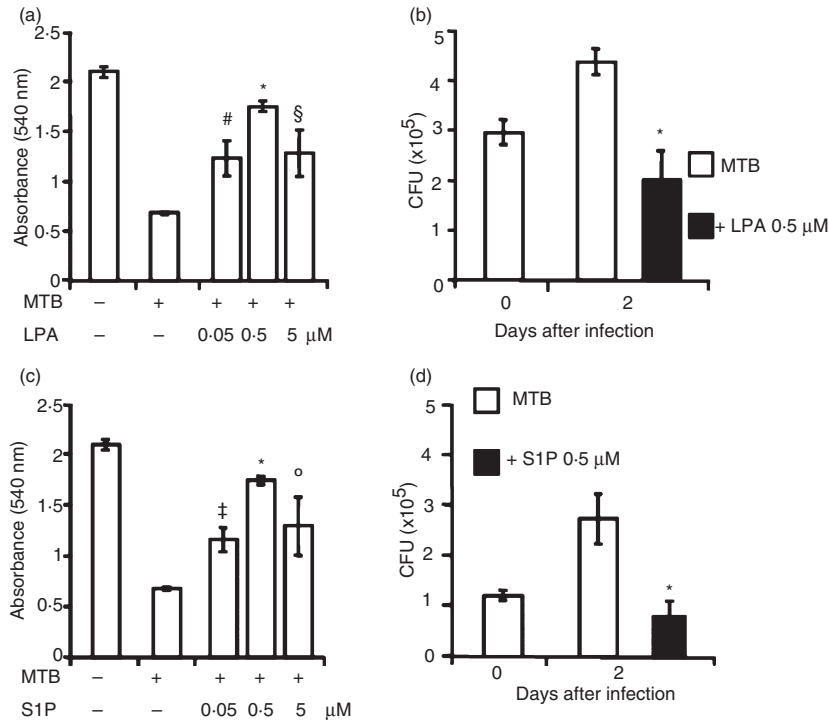 (a)
2·5
2
1·5
1
0·5
0
Absorbance (540 nm)
#
*
§
MTB – + + + +
LPA – – 0·05 0·5 5 μM
(b)
5
4
3
2
1
0
CFU (x10⁵)
*
MTB
+ LPA 0·5 μM
0 2
Days after infection
(c)
2·5
2
1·5
1
0·5
0
Absorbance (540 nm)
‡
*
o
MTB – + + + +
S1P – – 0·05 0·5 5 μM
(d)
5
4
3
2
1
0
CFU (x10⁵)
MTB
+ S1P 0·5 μM
*
0 2
Days after infection